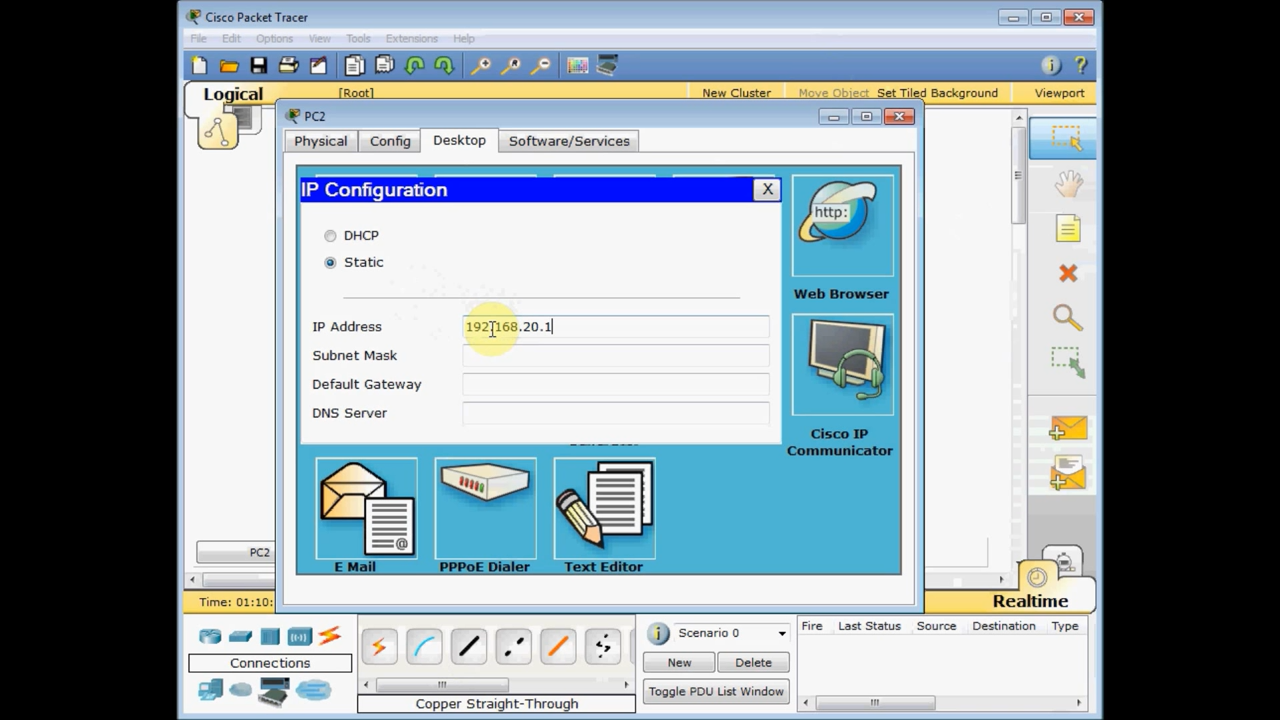 Cisco Packet Tracer
File Edit Options View Tools Extensions Help
Logical [Root] New Cluster Move Object Set Tiled Background Viewport
PC2
Physical Config Desktop Software/Services
IP Configuration X
http:
DHCP
Static
Web Browser
IP Address 192.168.20.1
Subnet Mask
Default Gateway
DNS Server
Cisco IP
Communicator
@
PC2
E Mail PPPoE Dialer Text Editor
Time: 01:10: Realtime
Fire Last Status Source Destination Type
Scenario 0
Connections
New Delete
Toggle PDU List Window
Copper Straight-Through